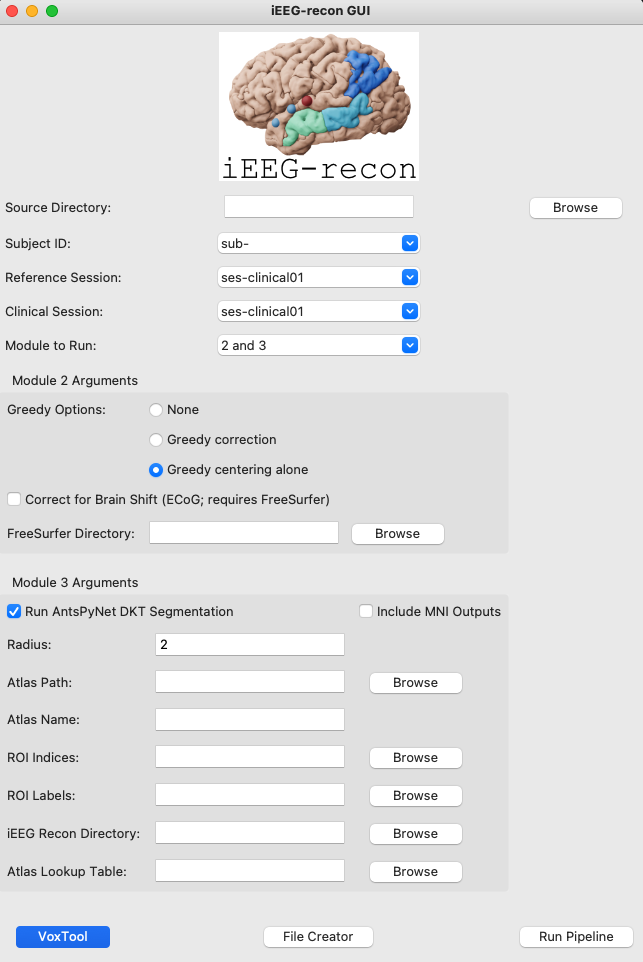 iEEG-recon GUI
iEEG-recon
Source Directory: Browse
Subject ID: sub-
Reference Session: ses-clinical01
Clinical Session: ses-clinical01
Module to Run: 2 and 3
Module 2 Arguments
Greedy Options: None
Greedy correction
Greedy centering alone
Correct for Brain Shift (ECoG; requires FreeSurfer)
FreeSurfer Directory: Browse
Module 3 Arguments
Run AntsPyNet DKT Segmentation Include MNI Outputs
Radius: 2
Atlas Path: Browse
Atlas Name:
ROI Indices: Browse
ROI Labels: Browse
iEEG Recon Directory: Browse
Atlas Lookup Table: Browse
VoxTool File Creator Run Pipeline